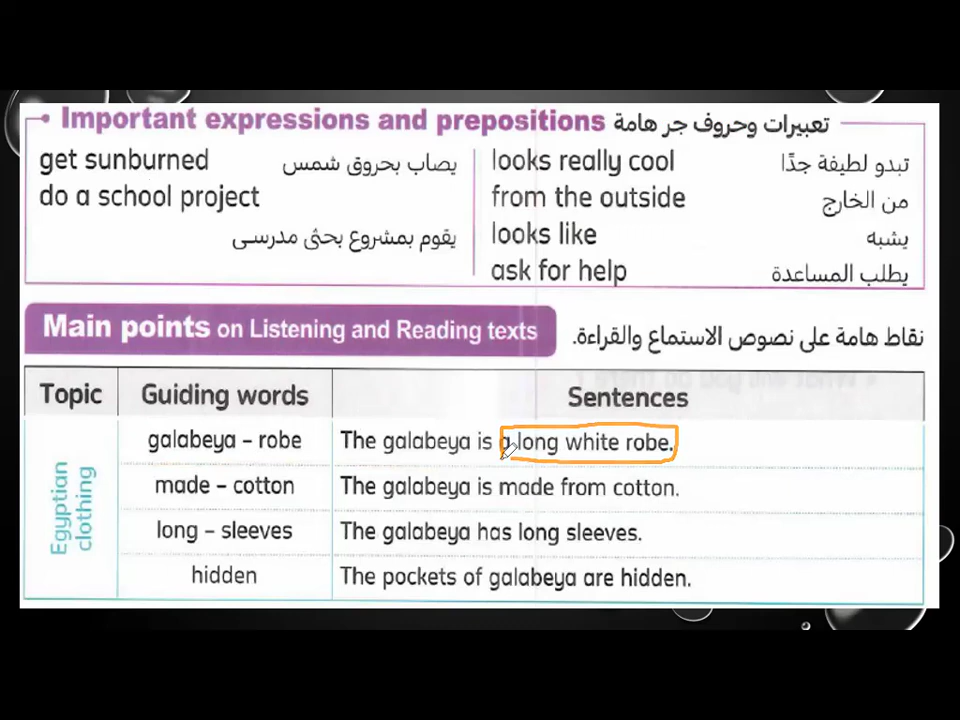 Important expressions and prepositions تعبيرات وحروف جر هامة
get sunburned يصاب بحروق شمس
do a school project
يقوم بمشروع بحثى مدرسى
looks really cool تبدو لطيفة جدًا
from the outside من الخارج
looks like يشبه
ask for help يطلب المساعدة
Main points on Listening and Reading texts نقاط هامة على نصوص الاستماع والقراءة.
Topic Guiding words Sentences
Egyptian clothing
galabeya – robe The galabeya is a long white robe.
made – cotton The galabeya is made from cotton.
long – sleeves The galabeya has long sleeves.
hidden The pockets of galabeya are hidden.